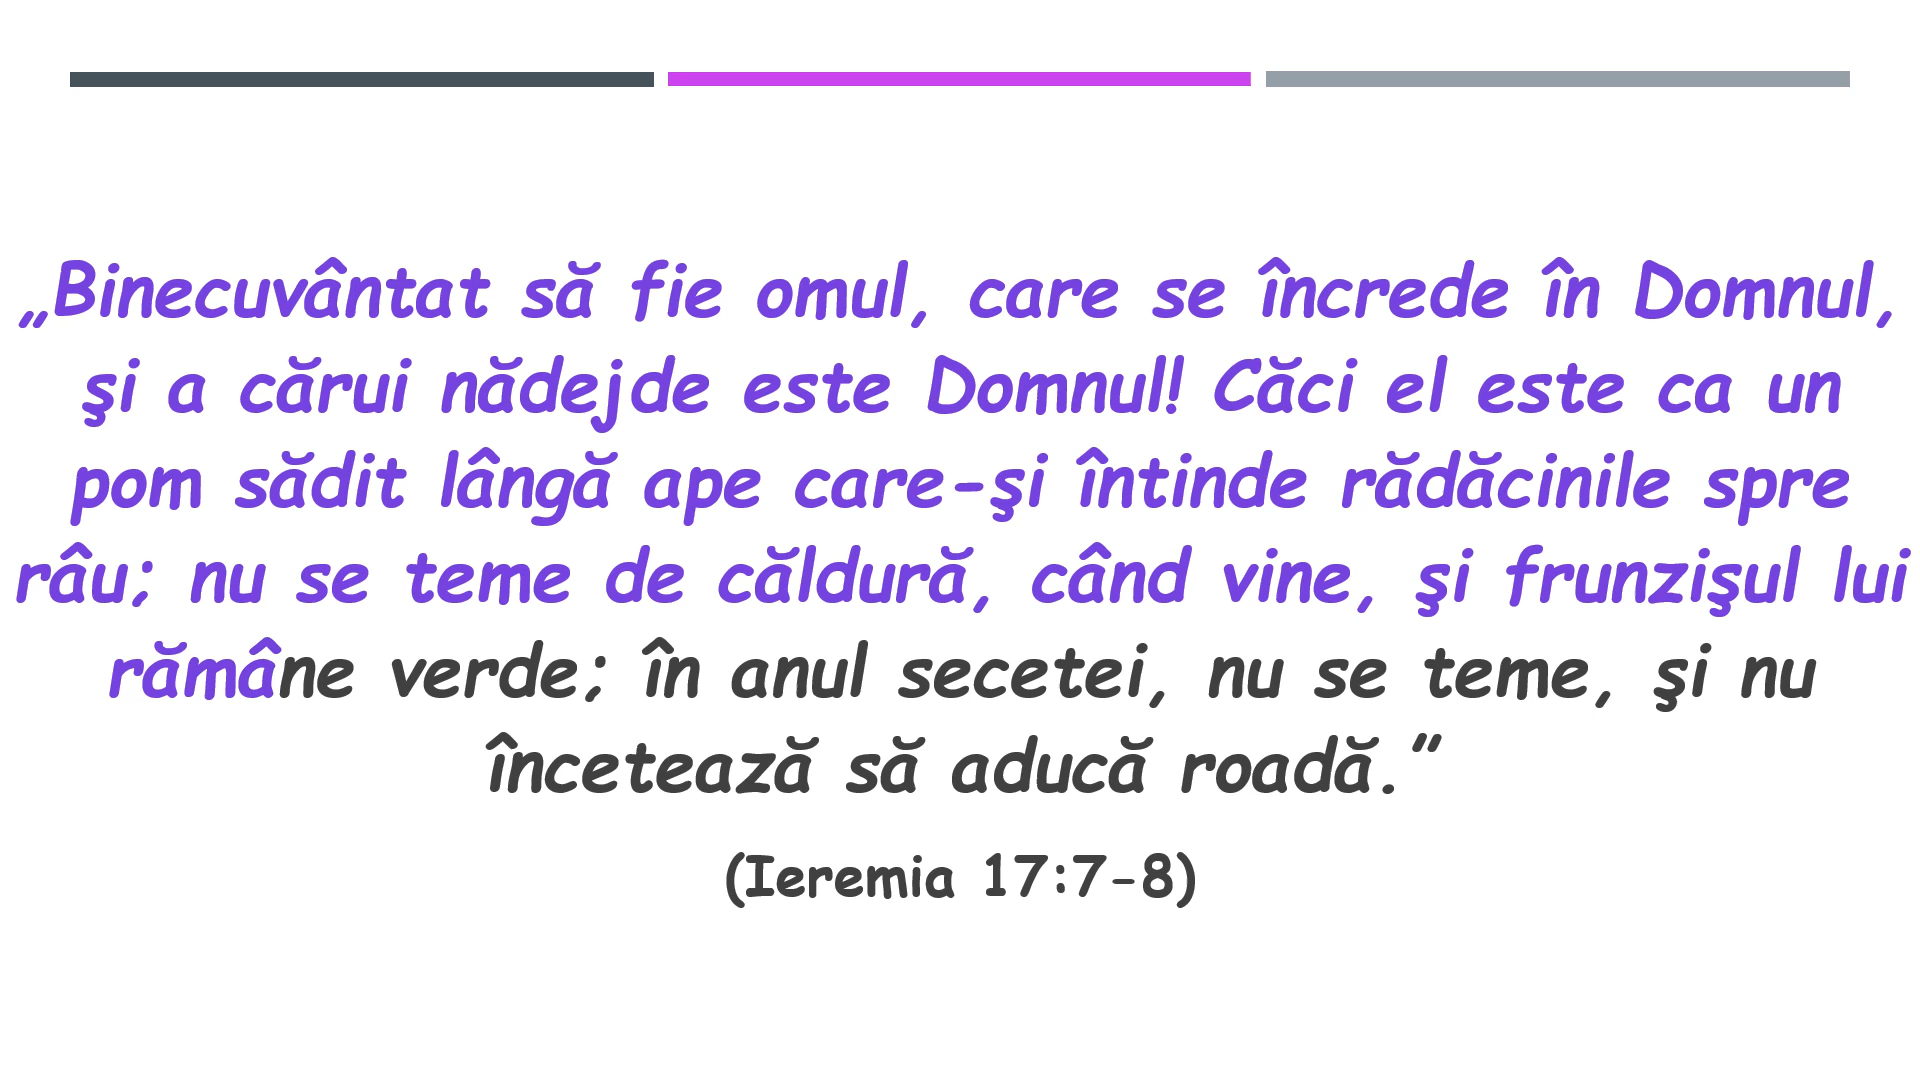 „Binecuvântat să fie omul, care se încrede în Domnul,
şi a cărui nădejde este Domnul! Căci el este ca un
pom sădit lângă ape care-şi întinde rădăcinile spre
râu; nu se teme de căldură, când vine, şi frunzişul lui
rămâne verde; în anul secetei, nu se teme, şi nu
încetează să aducă roadă.”
(Ieremia 17:7-8)